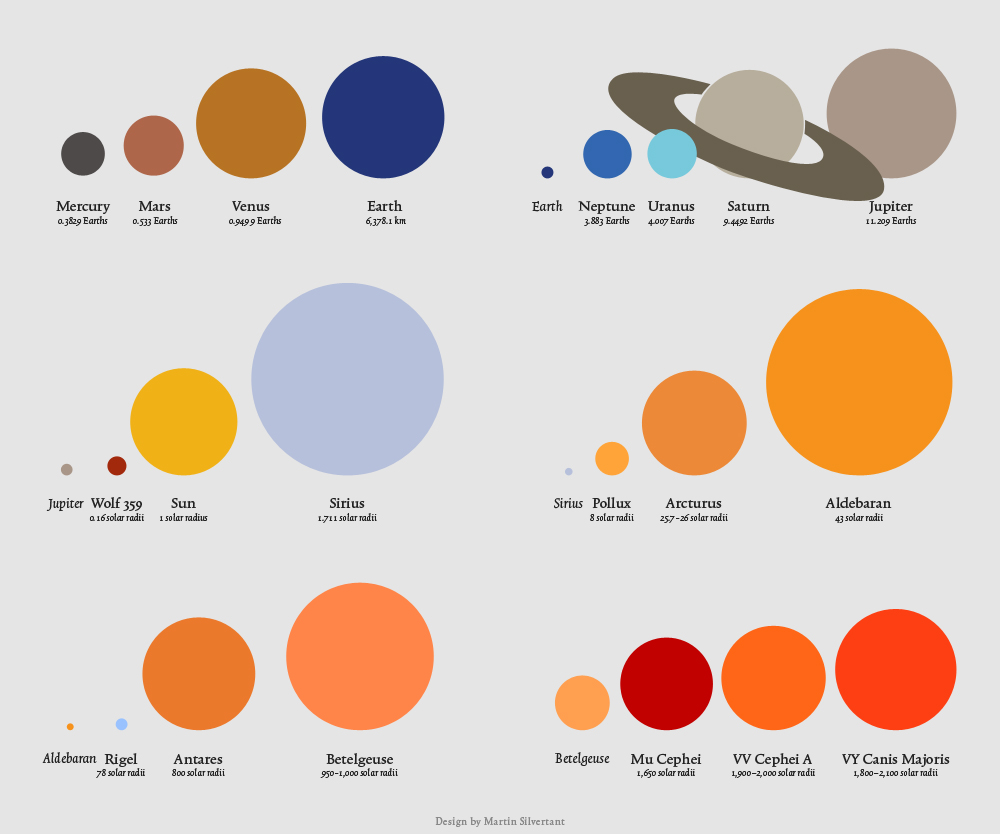 Mercury
0.3829 Earths
Mars
0.533 Earths
Venus
0.9499 Earths
Earth
6,378.1 km
Earth
Neptune
3.883 Earths
Uranus
4.007 Earths
Saturn
9.4492 Earths
Jupiter
11.209 Earths
Jupiter
Wolf 359
0.16 solar radii
Sun
1 solar radius
Sirius
1.711 solar radii
Sirius
Pollux
8 solar radii
Arcturus
25.7–26 solar radii
Aldebaran
43 solar radii
Aldebaran
Rigel
78 solar radii
Antares
800 solar radii
Betelgeuse
950–1,000 solar radii
Betelgeuse
Mu Cephei
1,650 solar radii
VV Cephei A
1,900–2,000 solar radii
VY Canis Majoris
1,800–2,100 solar radii
Design by Martin Silvertant